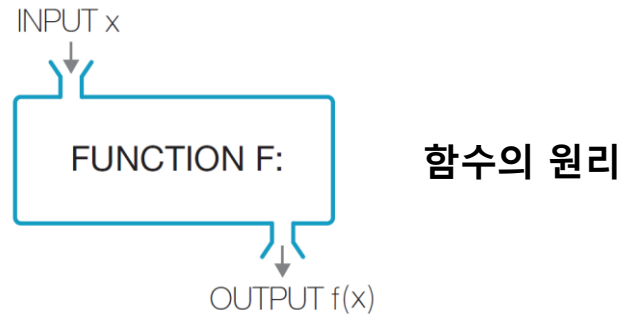 INPUT x
FUNCTION F:
함수의 원리
OUTPUT f(x)